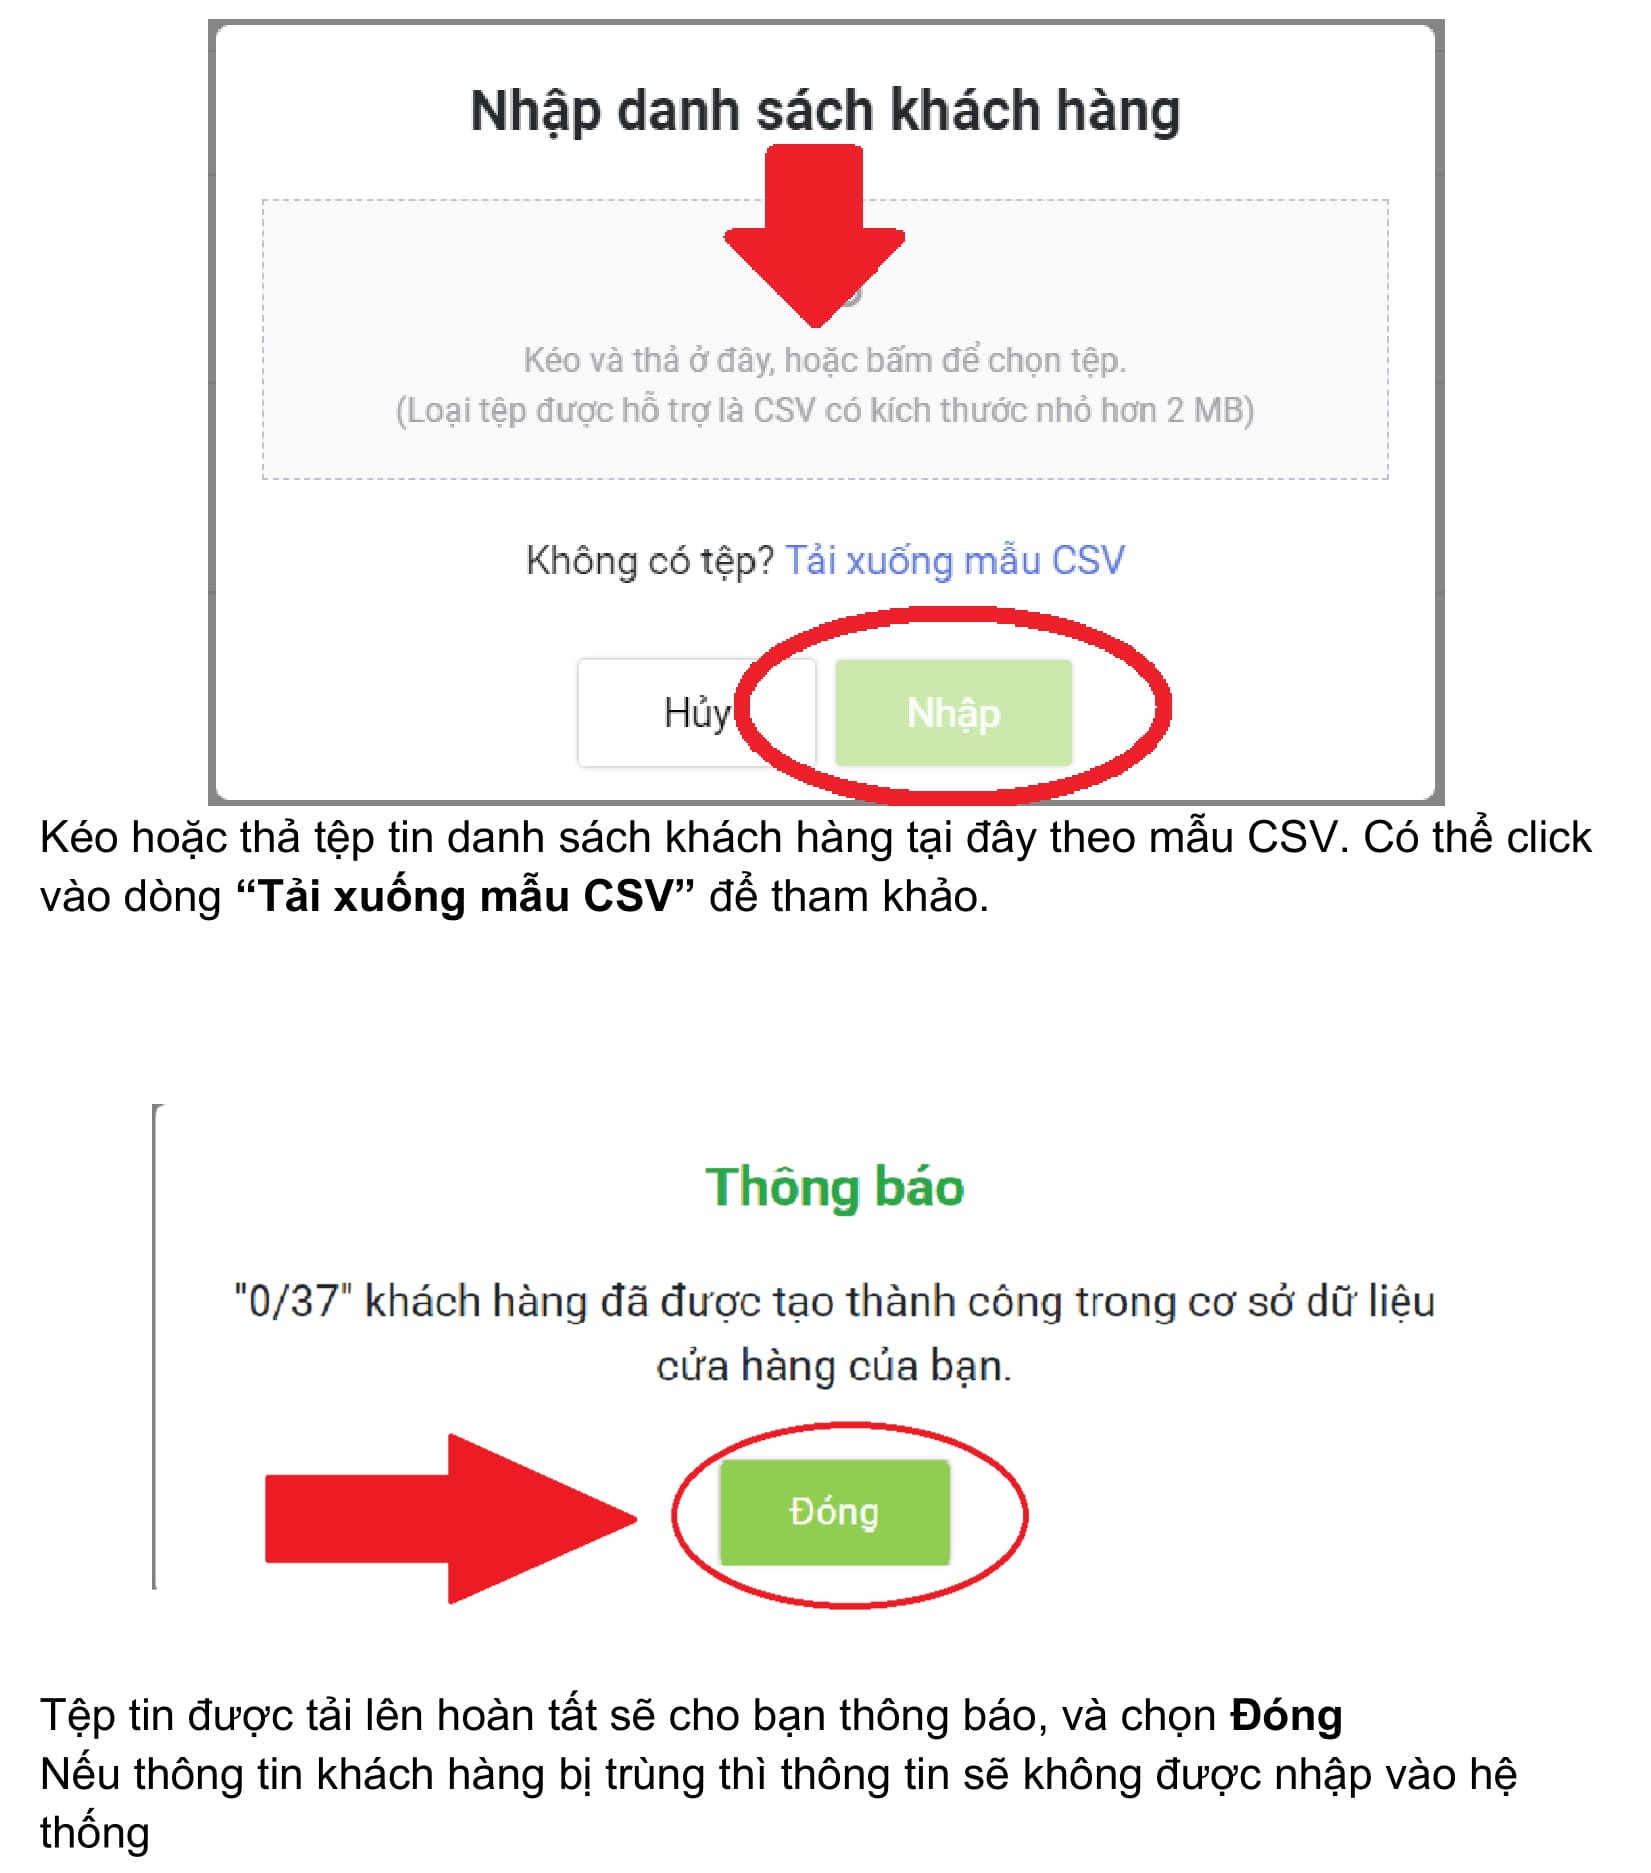 Nhập danh sách khách hàng
Kéo và thả ở đây, hoặc bấm để chọn tệp.
(Loại tệp được hỗ trợ là CSV có kích thước nhỏ hơn 2 MB)
Không có tệp? Tải xuống mẫu CSV
Hủy Nhập
Kéo hoặc thả tệp tin danh sách khách hàng tại đây theo mẫu CSV. Có thể click
vào dòng “Tải xuống mẫu CSV” để tham khảo.
Thông báo
"0/37" khách hàng đã được tạo thành công trong cơ sở dữ liệu
cửa hàng của bạn.
Đóng
Tệp tin được tải lên hoàn tất sẽ cho bạn thông báo, và chọn Đóng
Nếu thông tin khách hàng bị trùng thì thông tin sẽ không được nhập vào hệ
thống